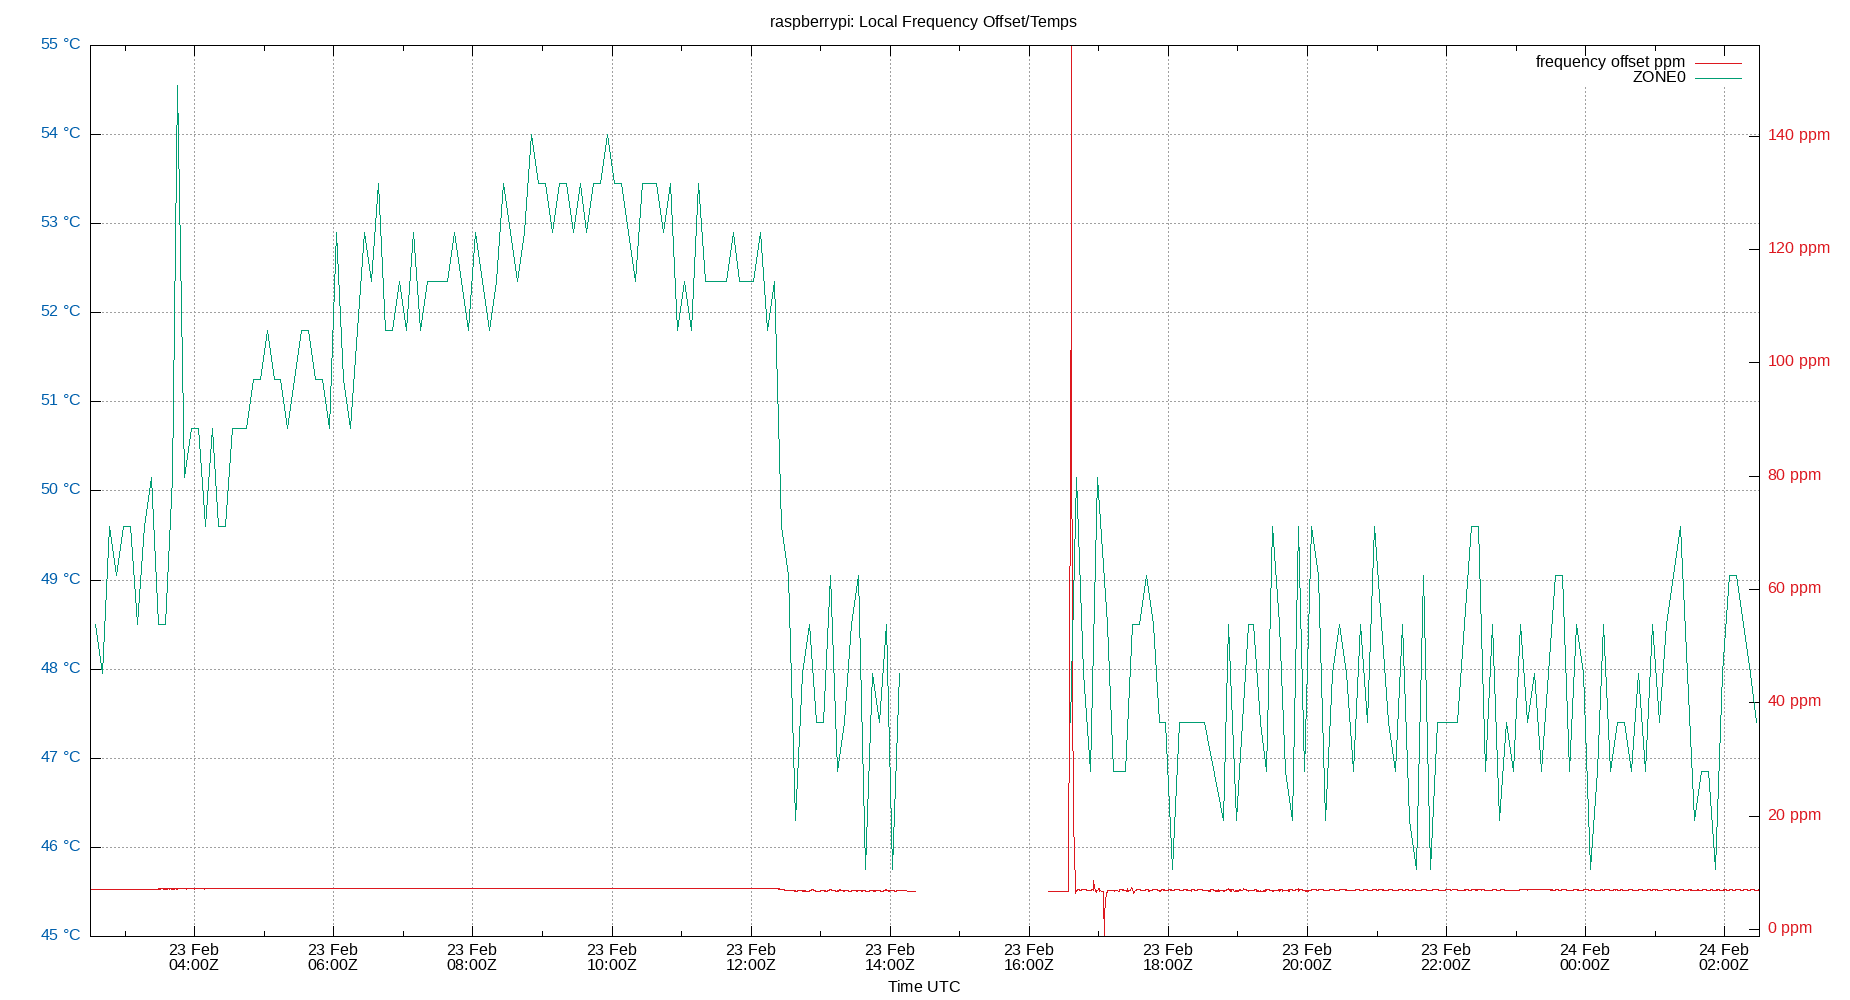 raspberrypi: Local Frequency Offset/Temps
55 °C
54 °C
53 °C
52 °C
51 °C
50 °C
49 °C
48 °C
47 °C
46 °C
45 °C
frequency offset ppm
ZONE0
140 ppm
120 ppm
100 ppm
80 ppm
60 ppm
40 ppm
20 ppm
0 ppm
23 Feb
04:00Z
23 Feb
06:00Z
23 Feb
08:00Z
23 Feb
10:00Z
23 Feb
12:00Z
23 Feb
14:00Z
23 Feb
16:00Z
23 Feb
18:00Z
23 Feb
20:00Z
23 Feb
22:00Z
24 Feb
00:00Z
24 Feb
02:00Z
Time UTC